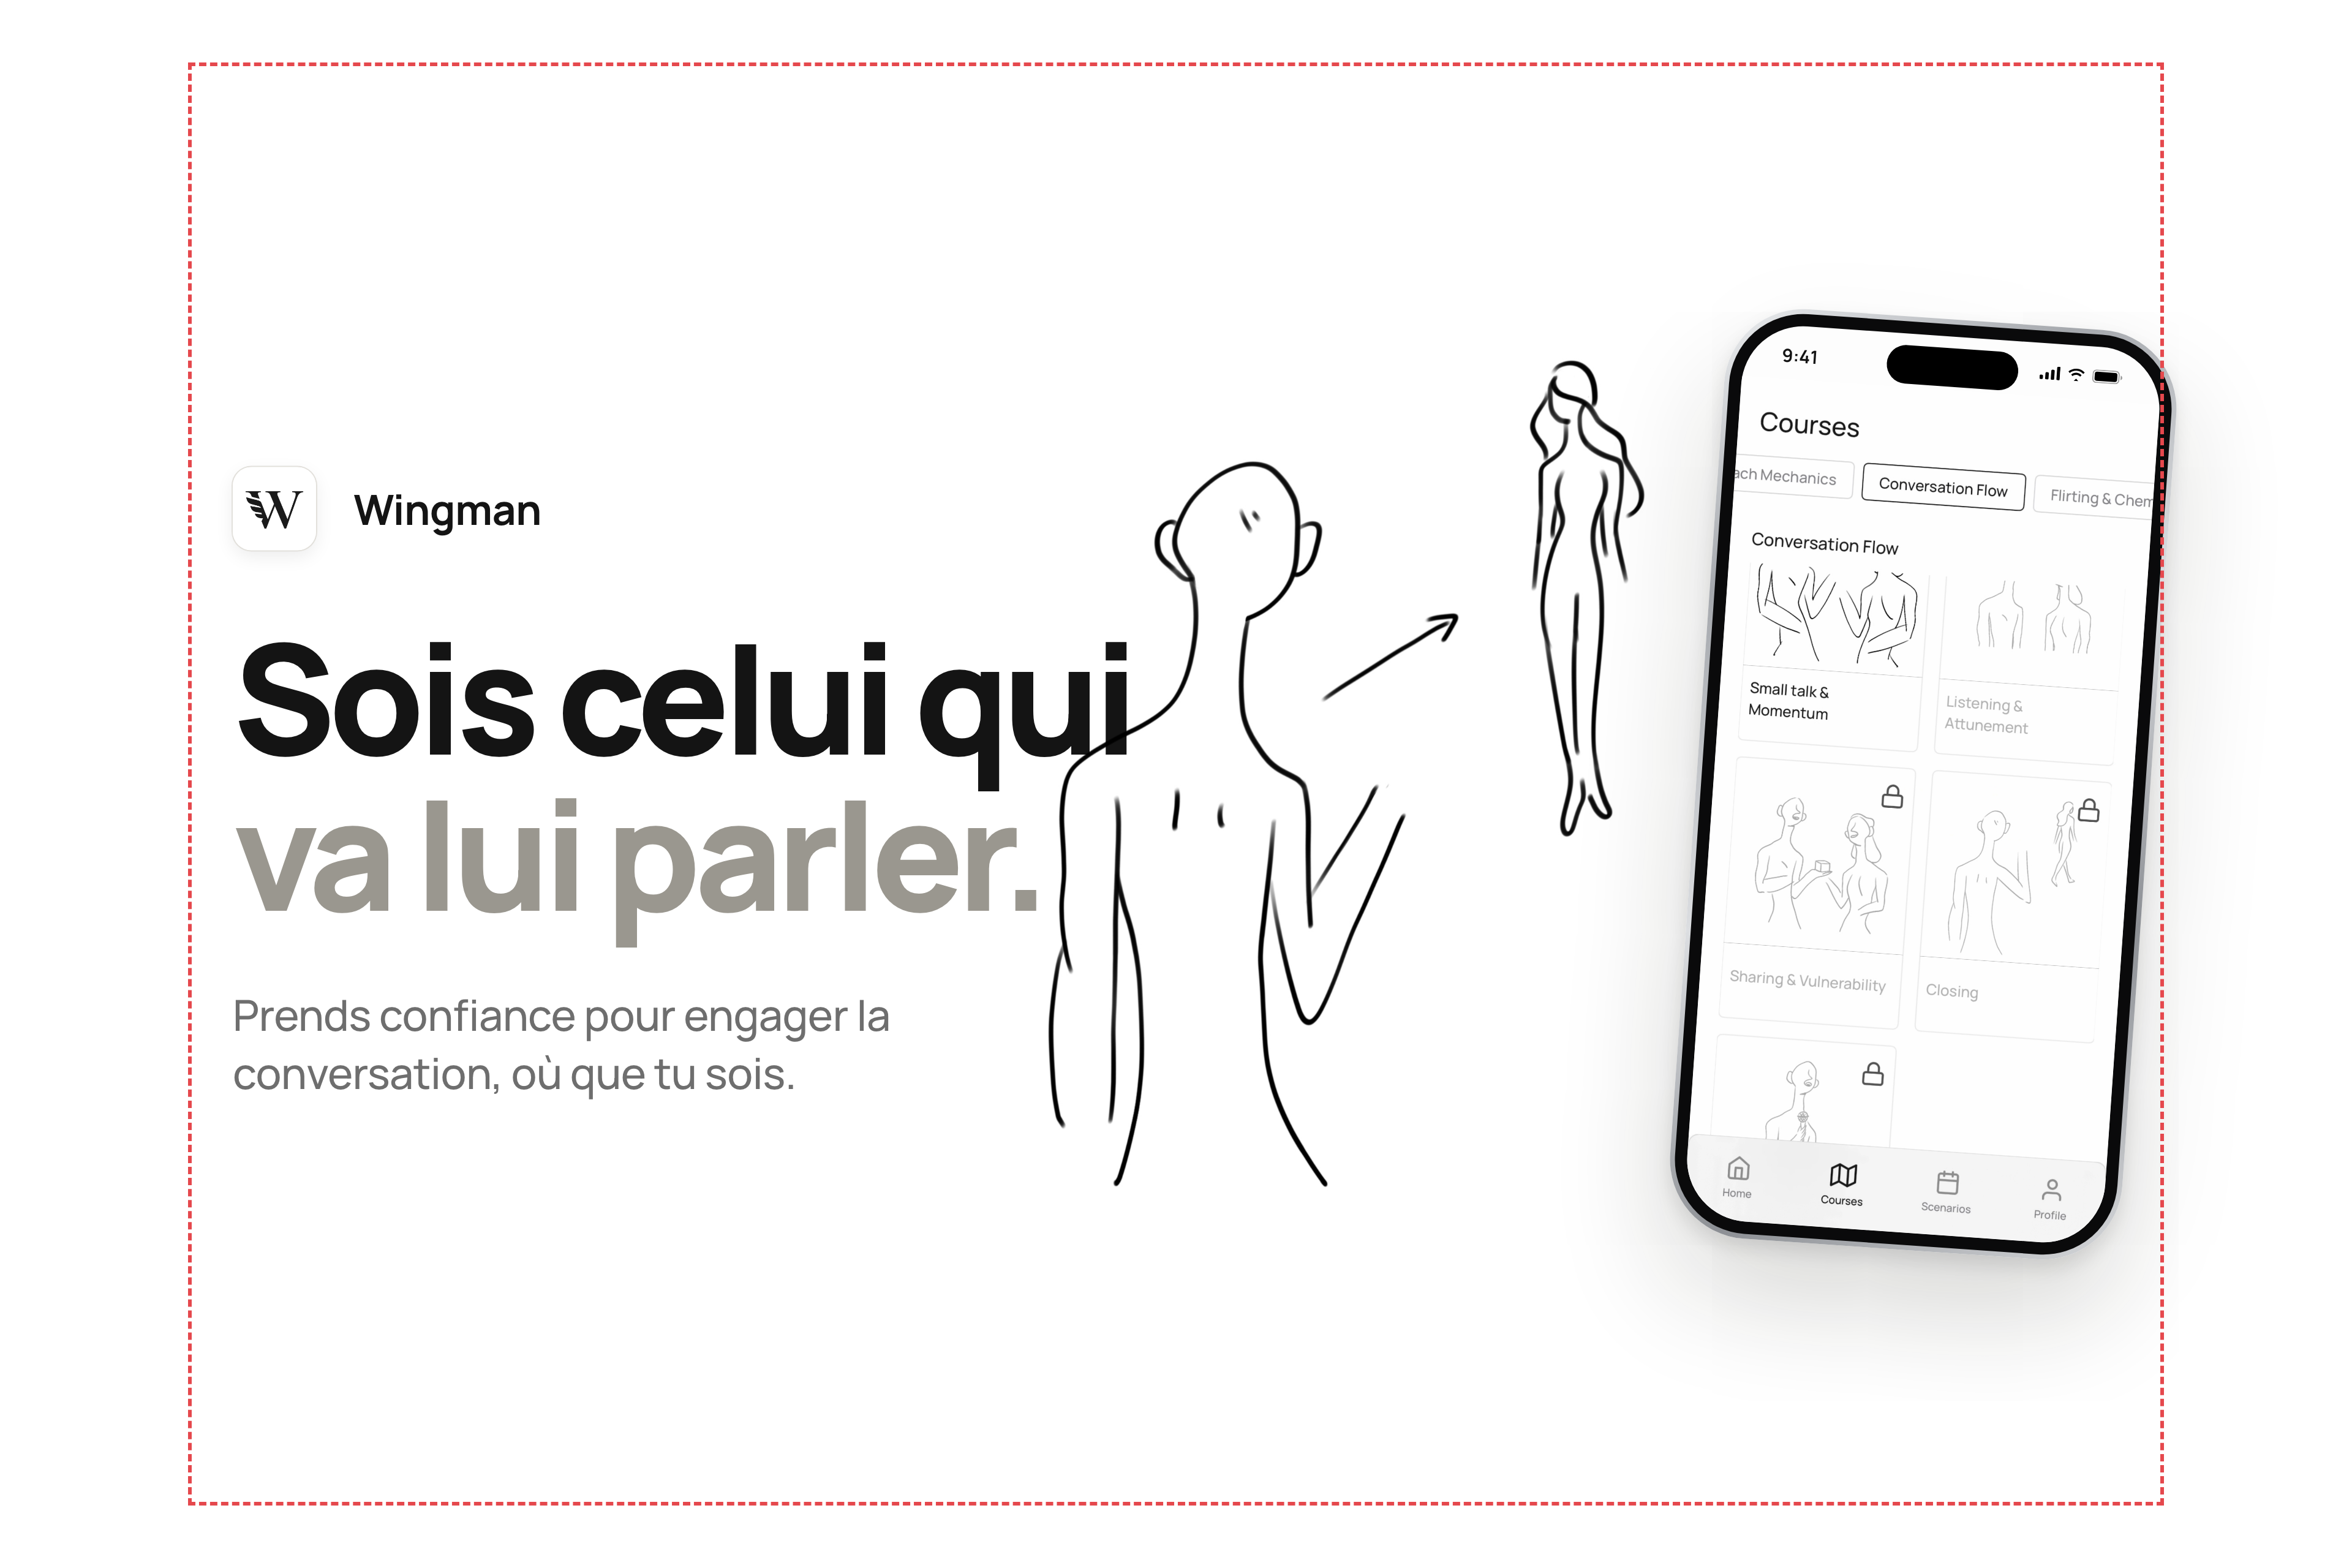 Wingman
Sois celui qui
va lui parler.
Prends confiance pour engager la
conversation, où que tu sois.
9:41
Courses
ach Mechanics
Conversation Flow
Flirting & Chem
Conversation Flow
Small talk &
Momentum
Listening &
Attunement
Sharing & Vulnerability
Closing
Home
Courses
Scenarios
Profile